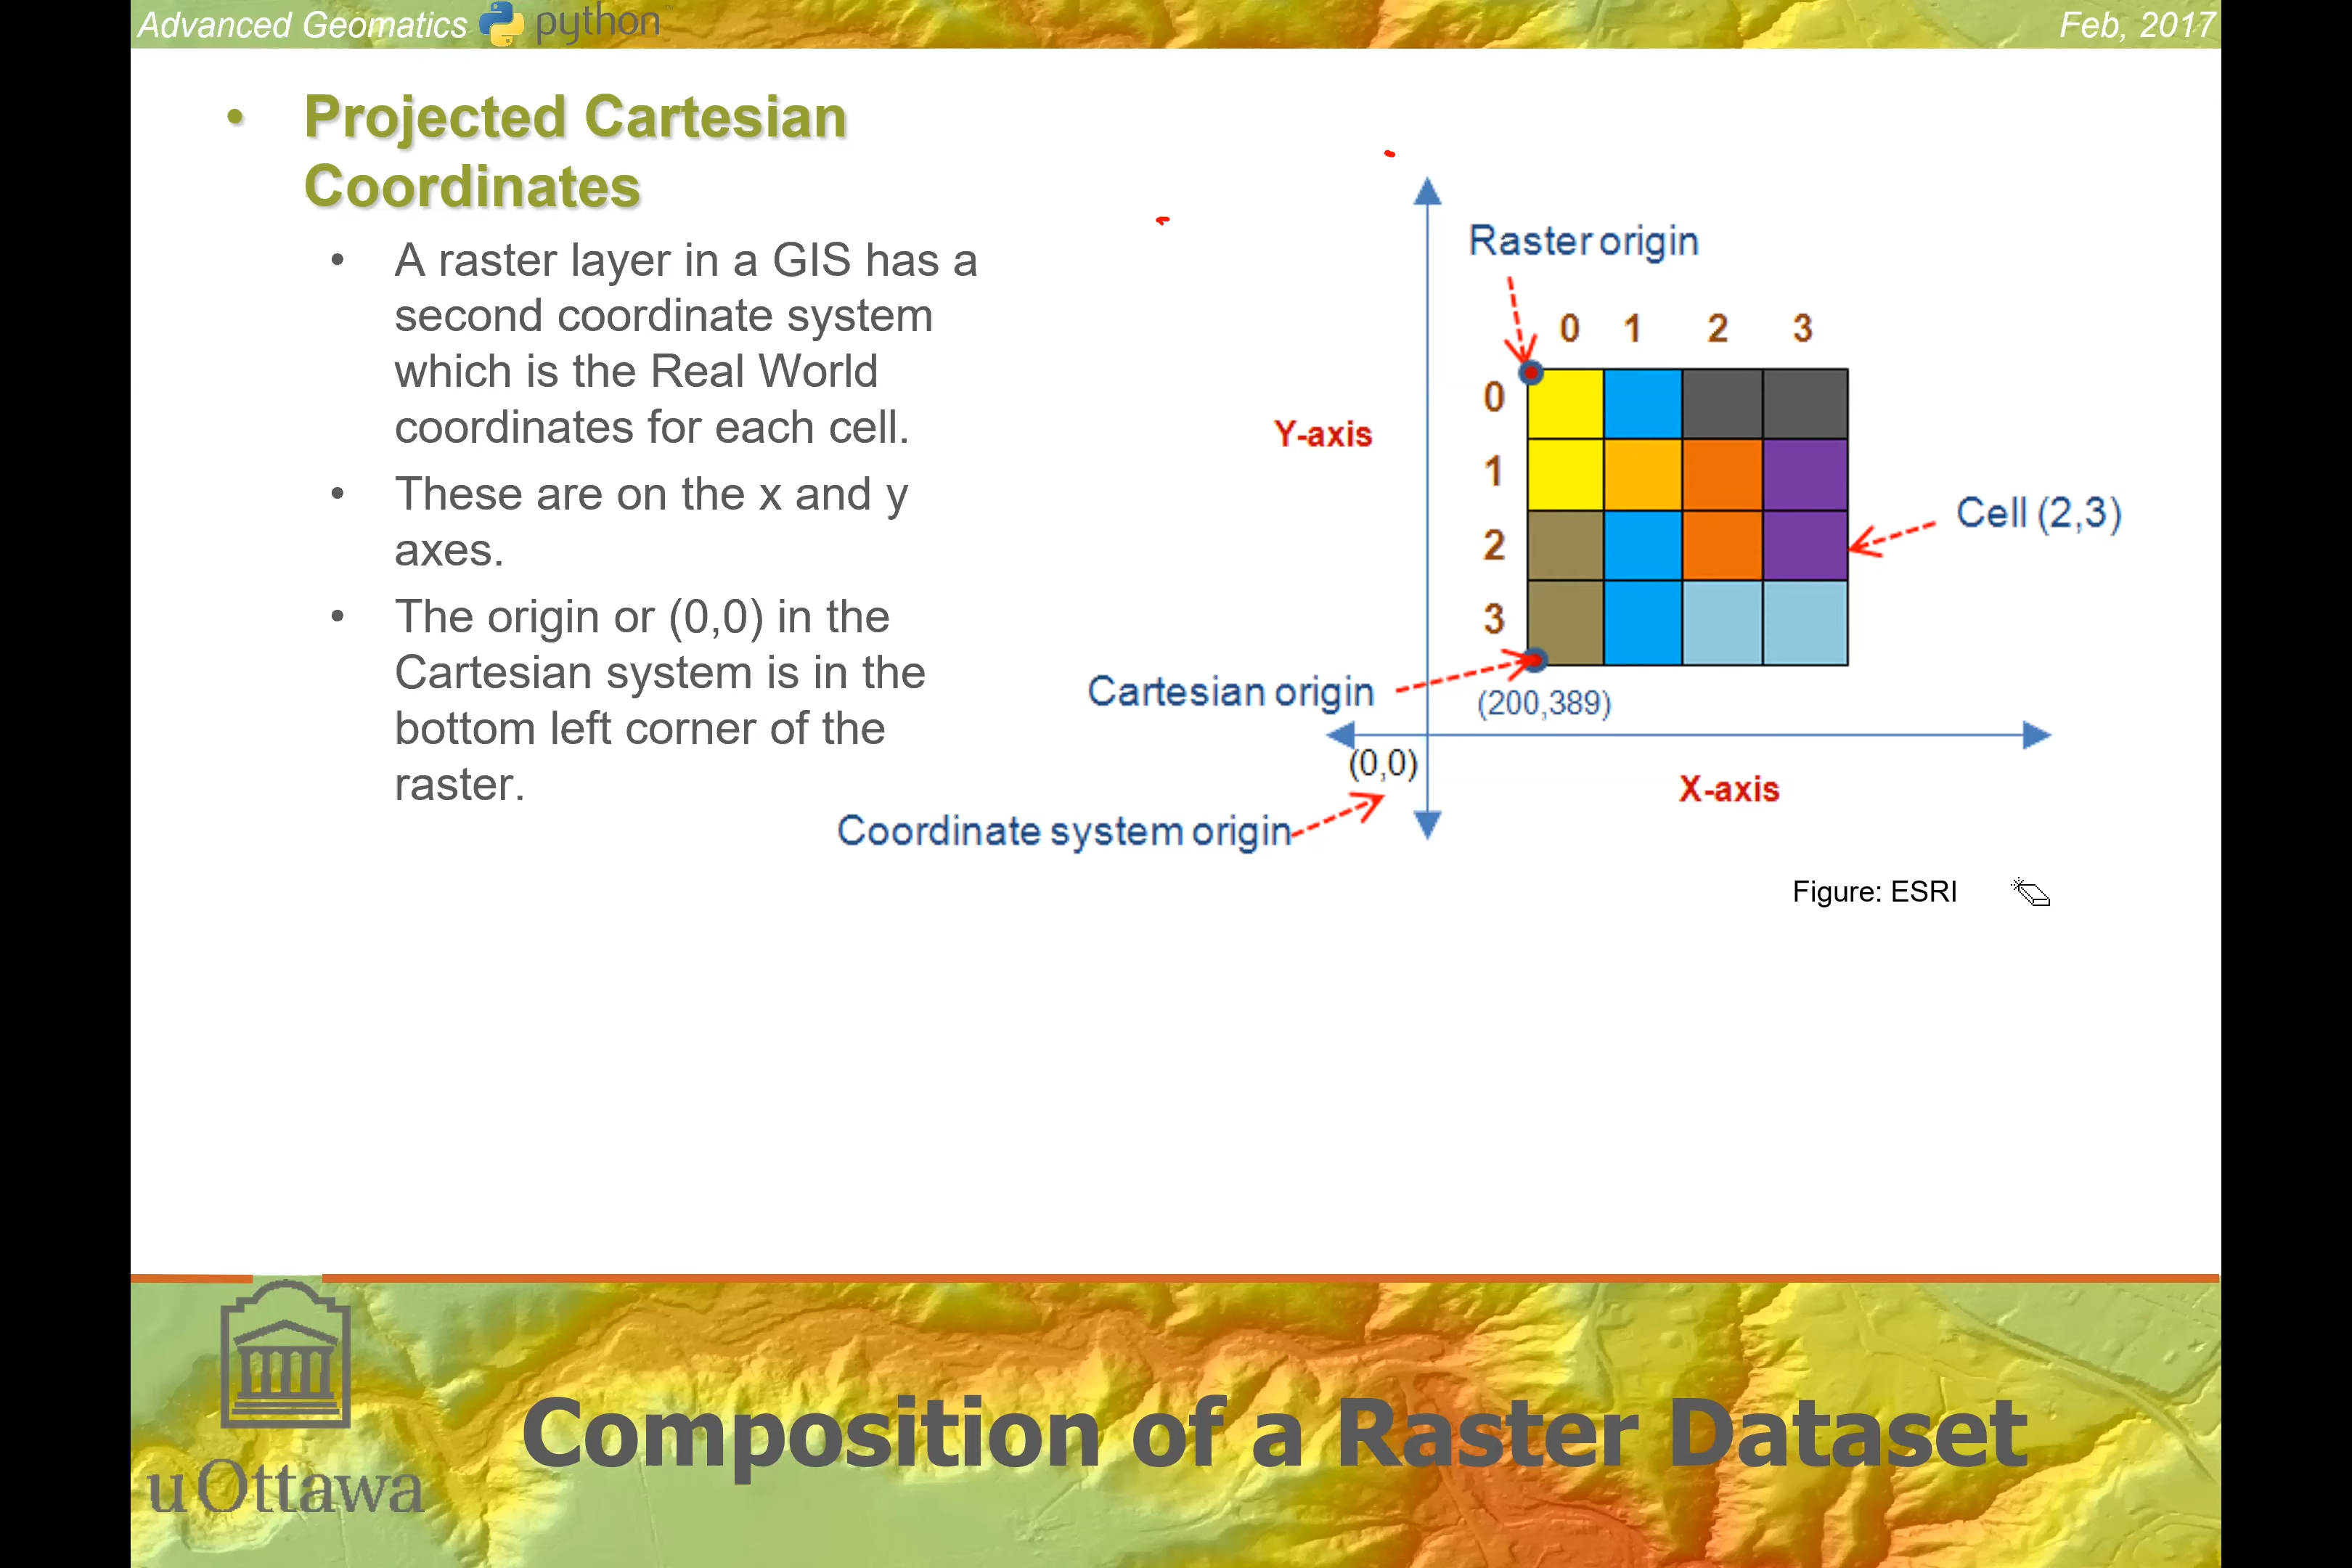 Advanced Geomatics python Feb, 2017
• Projected Cartesian
Coordinates
• A raster layer in a GIS has a
second coordinate system
which is the Real World
coordinates for each cell.
• These are on the x and y
axes.
• The origin or (0,0) in the
Cartesian system is in the
bottom left corner of the
raster.
Raster origin
0 1 2 3
0
Y-axis
1
Cell (2,3)
2
3
Cartesian origin
(200,389)
(0,0)
X-axis
Coordinate system origin
Figure: ESRI
Composition of a Raster Dataset
uOttawa